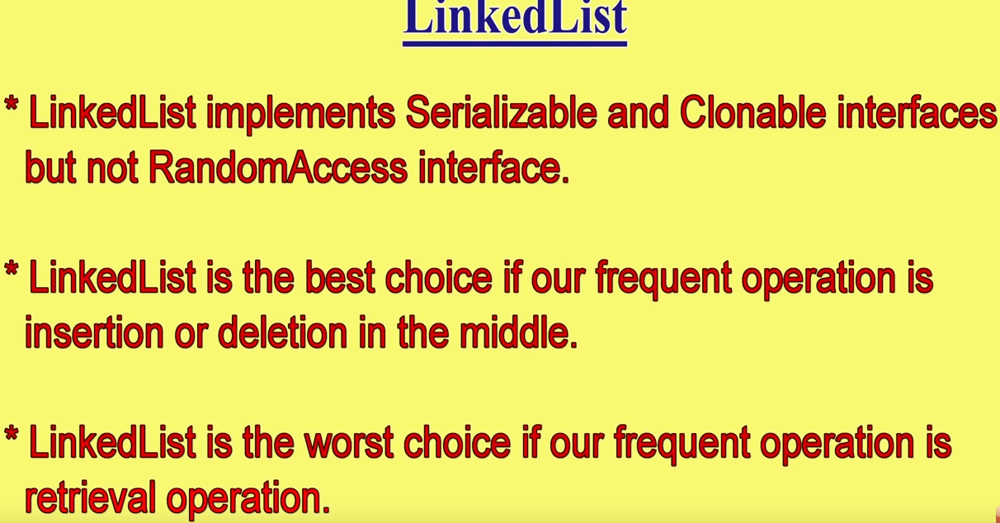 LinkedList
* LinkedList implements Serializable and Clonable interfaces
but not RandomAccess interface.
* LinkedList is the best choice if our frequent operation is
insertion or deletion in the middle.
* LinkedList is the worst choice if our frequent operation is
retrieval operation.